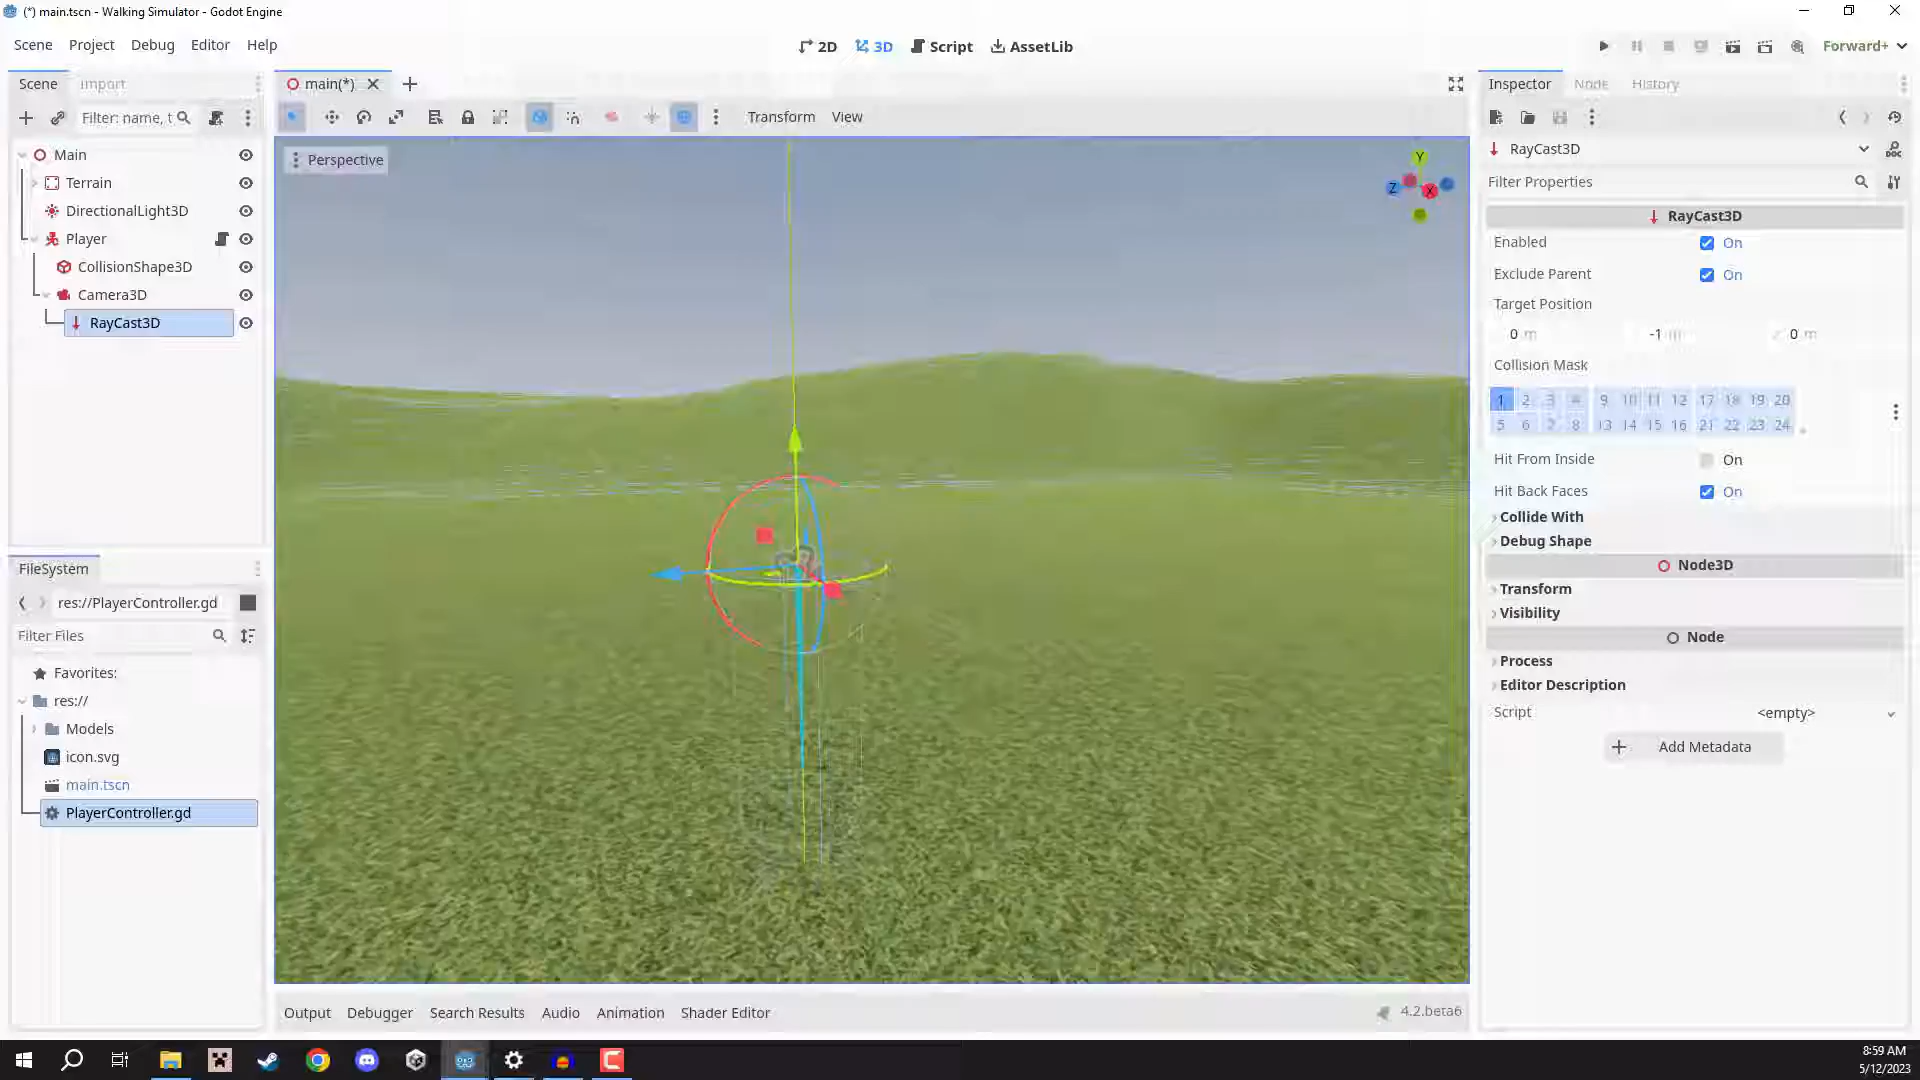 (*) main.tscn - Walking Simulator - Godot Engine
Scene Project Debug Editor Help
2D 3D Script AssetLib
Forward+
Scene Import
main(*)
Inspector Node History
Filter: name, t
Transform View
Main
Terrain
DirectionalLight3D
Player
CollisionShape3D
Camera3D
RayCast3D
Perspective
Y
Z
X
RayCast3D
Filter Properties
RayCast3D
Enabled On
Exclude Parent On
Target Position
0 m -1 m 0 m
Collision Mask
1 2 3 4 9 10 11 12 17 18 19 20
5 6 7 8 13 14 15 16 21 22 23 24
Hit From Inside On
Hit Back Faces On
Collide With
Debug Shape
Node3D
Transform
Visibility
Node
Process
Editor Description
Script <empty>
Add Metadata
FileSystem
res://PlayerController.gd
Filter Files
Favorites:
res://
Models
icon.svg
main.tscn
PlayerController.gd
Output Debugger Search Results Audio Animation Shader Editor
4.2.beta6
8:59 AM
5/12/2023